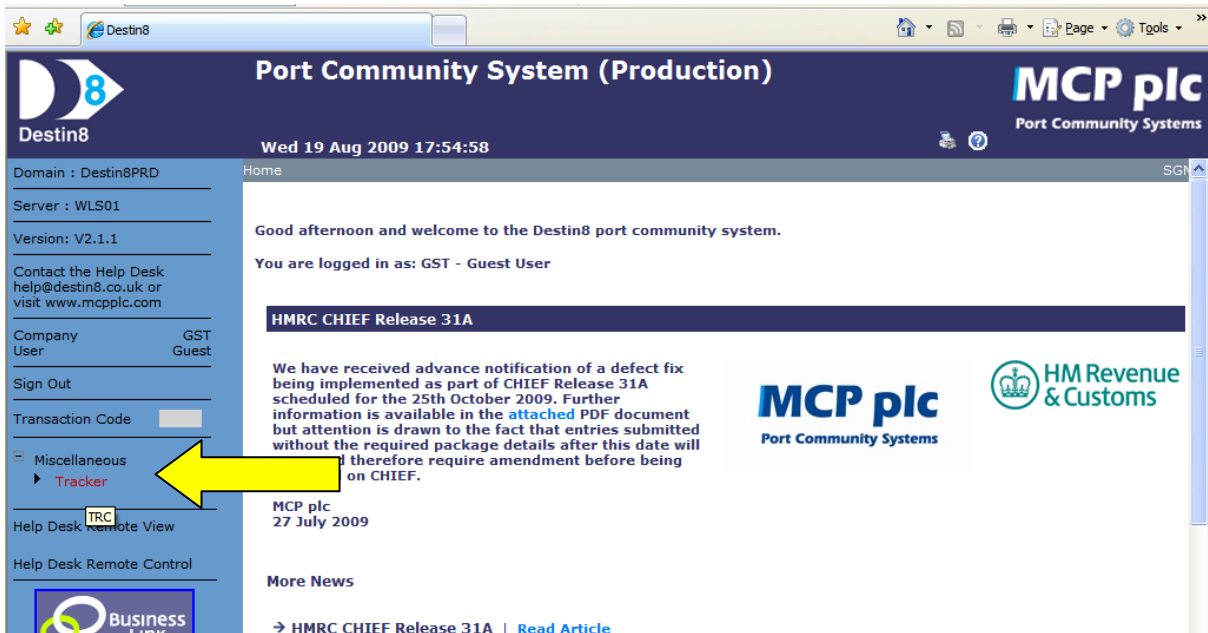 Destin8
Page
Tools
»
8
Destin8
Port Community System (Production)
Wed 19 Aug 2009 17:54:58
MCP plc
Port Community Systems
Domain : Destin8PRD
Server : WLS01
Version: V2.1.1
Contact the Help Desk
help@destin8.co.uk or
visit www.mcpplc.com
Company GST
User Guest
Sign Out
Transaction Code
Miscellaneous
Tracker
TRC
Help Desk Remote View
Help Desk Remote Control
Business
Home
Good afternoon and welcome to the Destin8 port community system.
You are logged in as: GST - Guest User
HMRC CHIEF Release 31A
We have received advance notification of a defect fix
being implemented as part of CHIEF Release 31A
scheduled for the 25th October 2009. Further
information is available in the attached PDF document
but attention is drawn to the fact that entries submitted
without the required package details after this date will
therefore require amendment before being
on CHIEF.
MCP plc
27 July 2009
MCP plc
Port Community Systems
HM Revenue
& Customs
More News
→ HMRC CHIEF Release 31A | Read Article